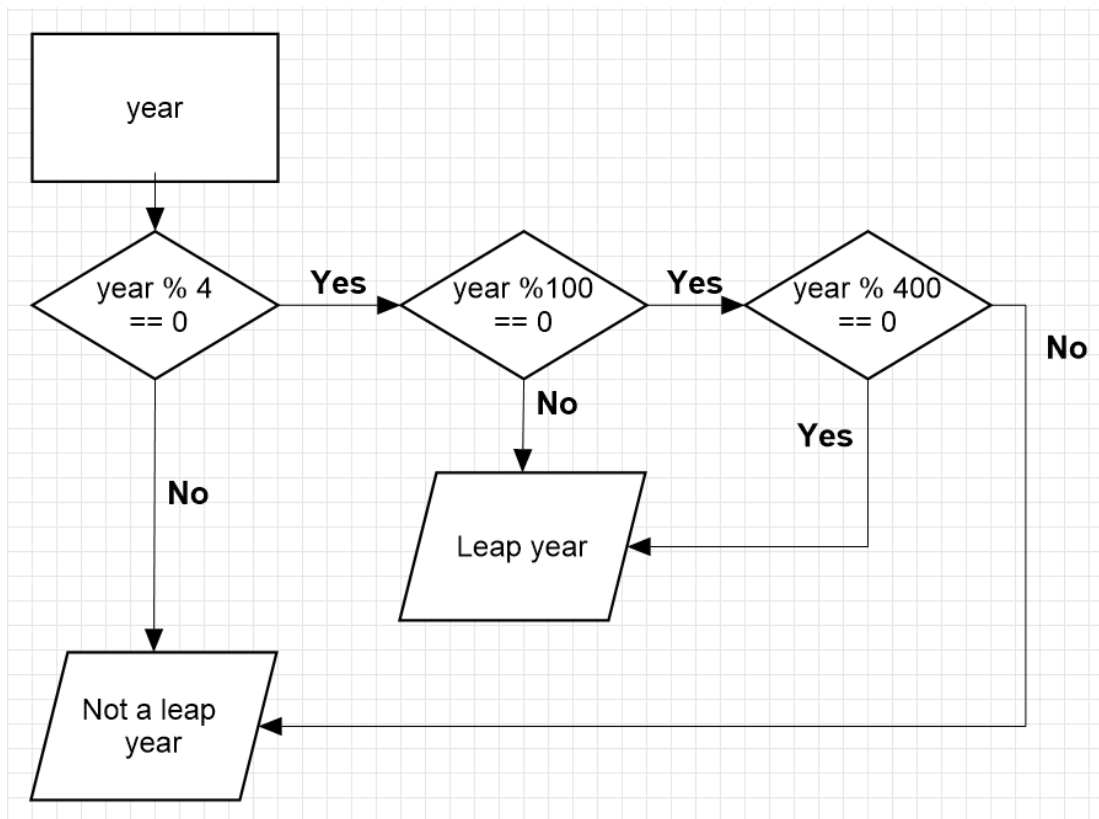 year
year % 4
== 0
Yes
year %100
== 0
Yes
year % 400
== 0
No
No
Yes
No
Leap year
Not a leap
year